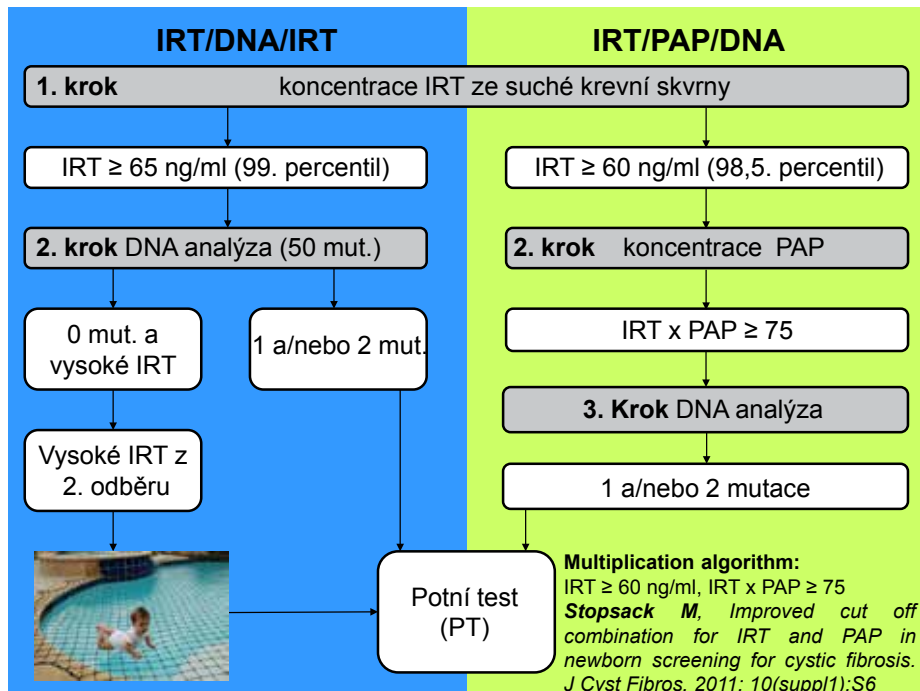 IRT/DNA/IRT
IRT/PAP/DNA
1. krok koncentrace IRT ze suché krevní skvrny
IRT ≥ 65 ng/ml (99. percentil)
IRT ≥ 60 ng/ml (98,5. percentil)
2. krok DNA analýza (50 mut.)
2. krok koncentrace PAP
0 mut. a
vysoké IRT
1 a/nebo 2 mut.
IRT x PAP ≥ 75
3. Krok DNA analýza
Vysoké IRT z
2. odběru
1 a/nebo 2 mutace
Potní test
(PT)
Multiplication algorithm:
IRT ≥ 60 ng/ml, IRT x PAP ≥ 75
Stopsack M, Improved cut off
combination for IRT and PAP in
newborn screening for cystic fibrosis.
J Cyst Fibros. 2011; 10(suppl1):S6